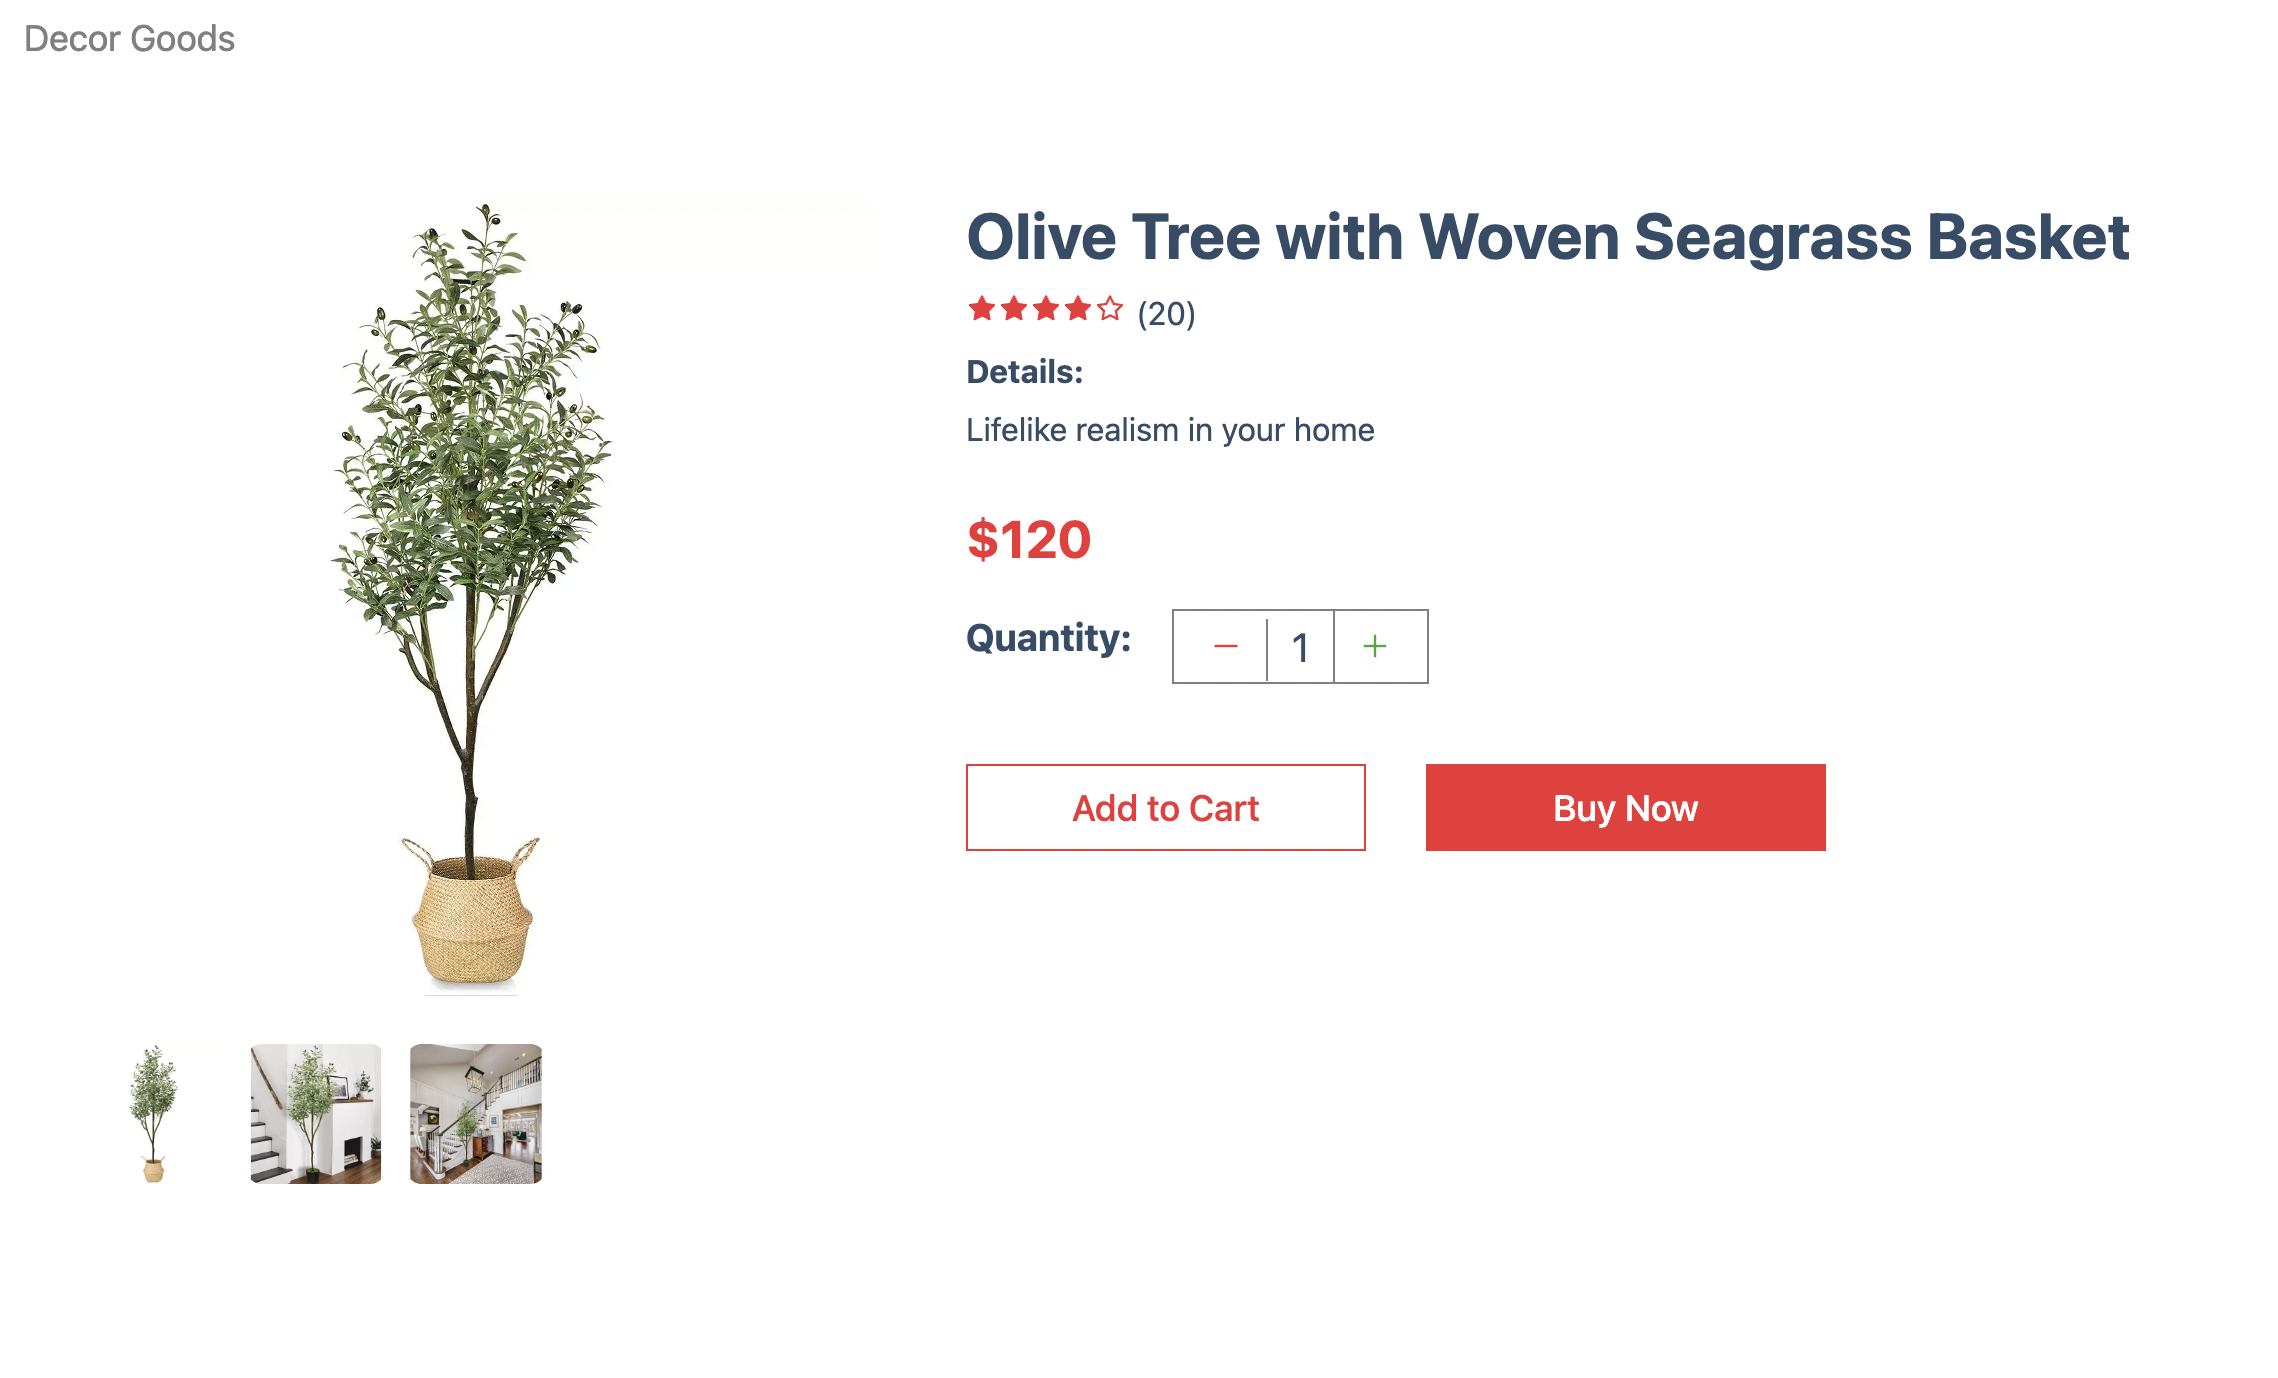 Decor Goods
Olive Tree with Woven Seagrass Basket
(20)
Details:
Lifelike realism in your home
$120
Quantity: 1
Add to Cart Buy Now